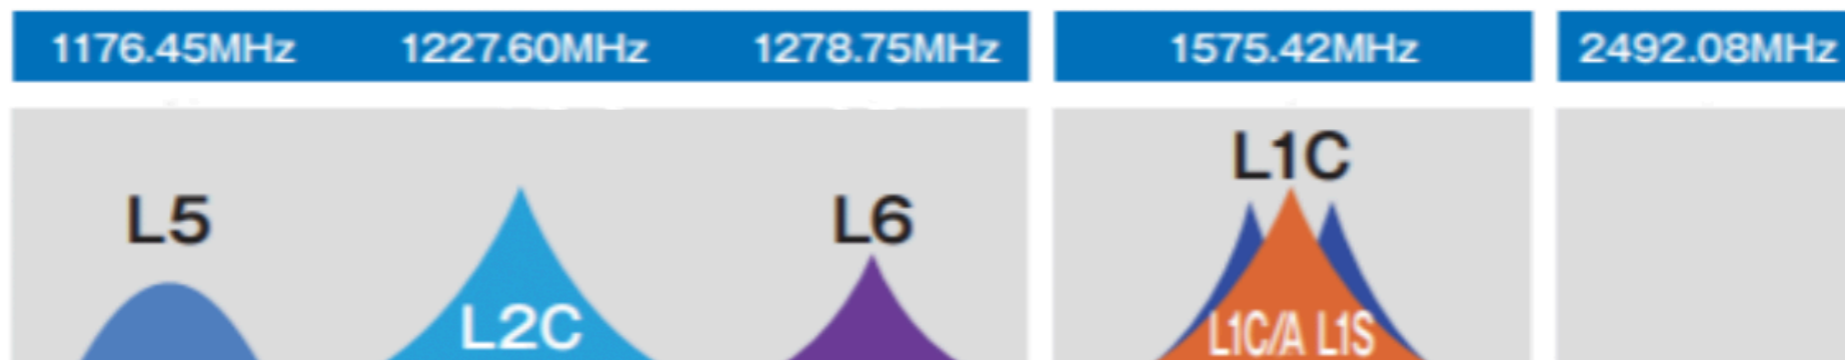 1176.45MHz 1227.60MHz 1278.75MHz 1575.42MHz 2492.08MHz
L1C
L5 L6
L2C L1C/A L1S